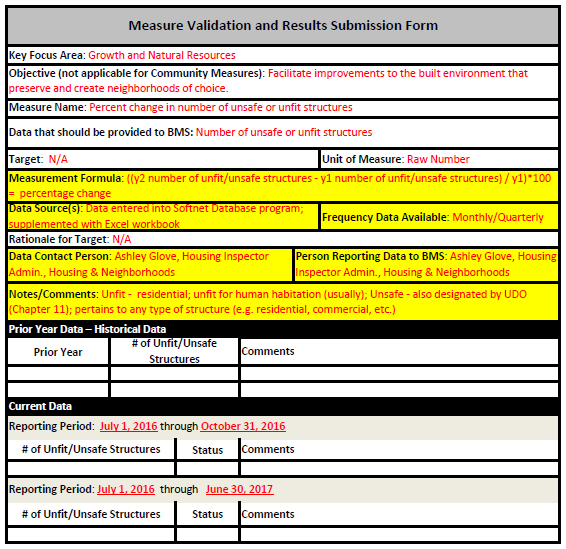 Measure Validation and Results Submission Form
Key Focus Area: Growth and Natural Resources
Objective (not applicable for Community Measures): Facilitate improvements to the built environment that
preserve and create neighborhoods of choice.
Measure Name: Percent change in number of unsafe or unfit structures
Data that should be provided to BMS: Number of unsafe or unfit structures
Target: N/A
Unit of Measure: Raw Number
Measurement Formula: ((y2 number of unfit/unsafe structures - y1 number of unfit/unsafe structures) / y1)*100
= percentage change
Data Source(s): Data entered into Softnet Database program;
supplemented with Excel workbook
Frequency Data Available: Monthly/Quarterly
Rationale for Target: N/A
Data Contact Person: Ashley Glove, Housing Inspector
Admin., Housing & Neighborhoods
Person Reporting Data to BMS: Ashley Glove, Housing
Inspector Admin., Housing & Neighborhoods
Notes/Comments: Unfit - residential; unfit for human habitation (usually); Unsafe - also designated by UDO
(Chapter 11); pertains to any type of structure (e.g. residential, commercial, etc.)
Prior Year Data – Historical Data
Prior Year
# of Unfit/Unsafe
Structures
Comments
Current Data
Reporting Period: July 1, 2016 through October 31, 2016
# of Unfit/Unsafe Structures
Status
Comments
Reporting Period: July 1, 2016 through June 30, 2017
# of Unfit/Unsafe Structures
Status
Comments